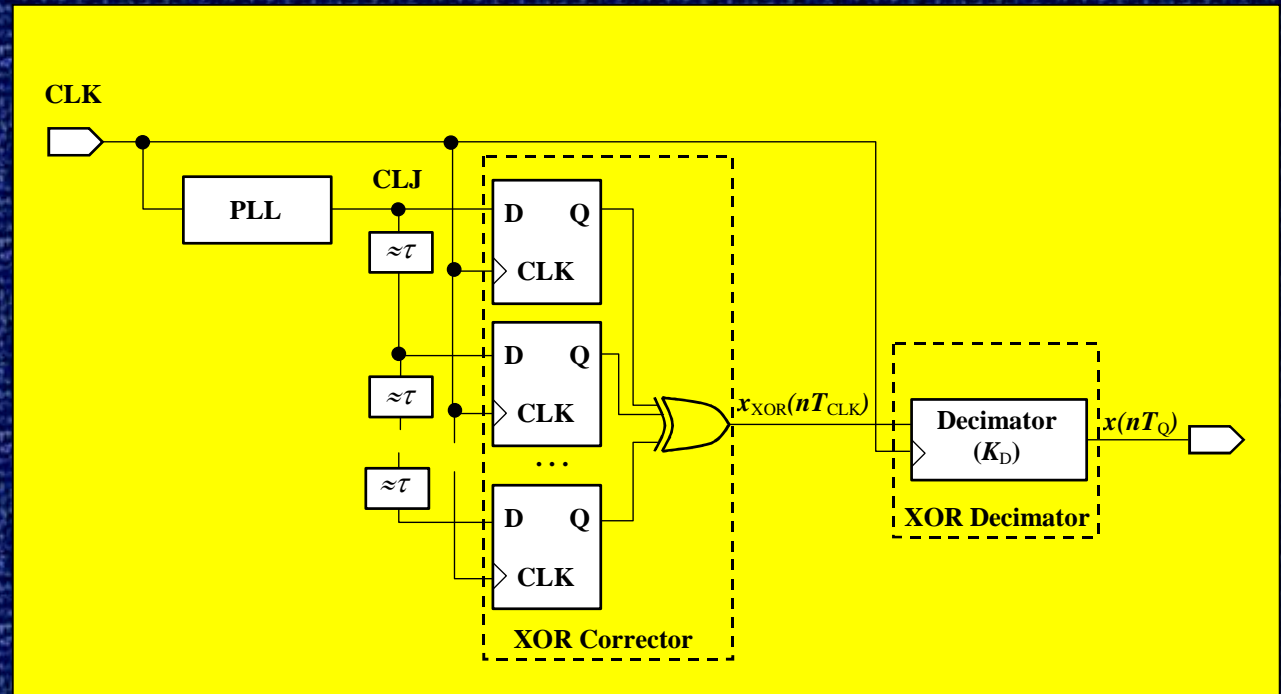 CLK
CLJ
PLL
≈τ
D Q
CLK
≈τ
D Q
CLK
≈τ
...
D Q
CLK
XOR Corrector
x_XOR(nT_CLK)
Decimator
(K_D)
XOR Decimator
x(nT_Q)